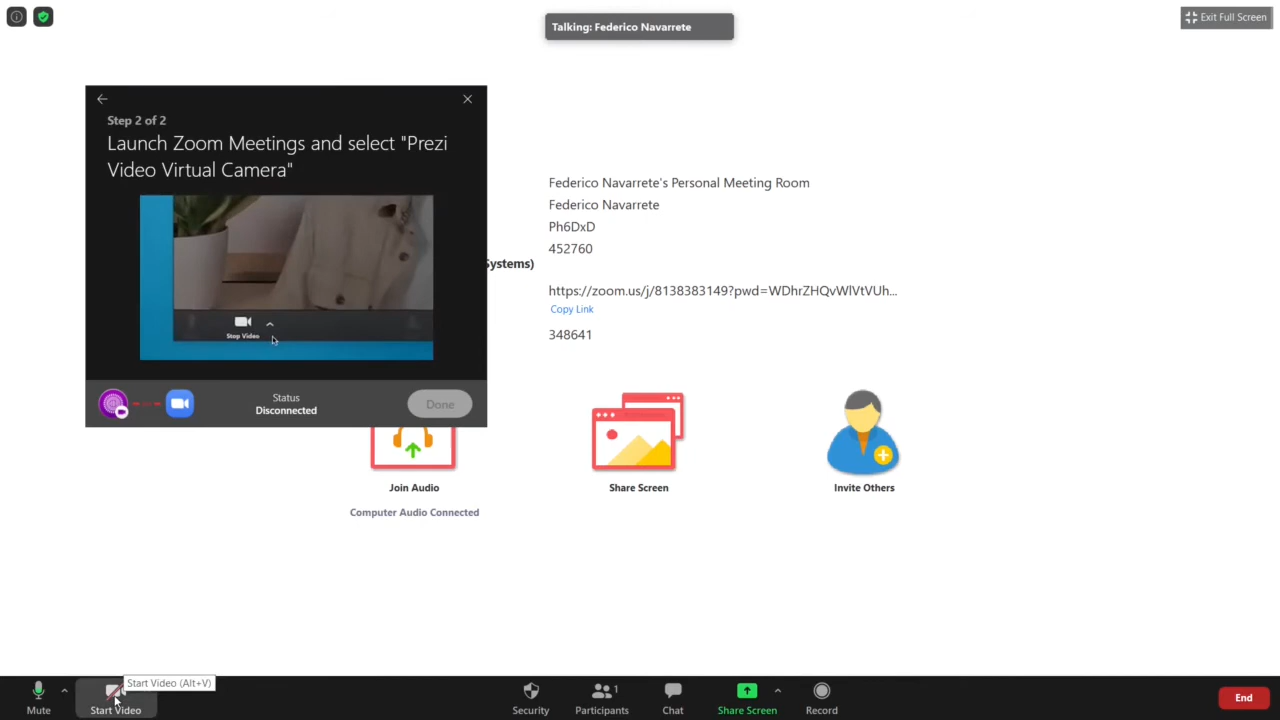 Talking: Federico Navarrete
Exit Full Screen
Step 2 of 2
Launch Zoom Meetings and select "Prezi
Video Virtual Camera"
Stop Video
Status
Disconnected
Done
Federico Navarrete's Personal Meeting Room
Federico Navarrete
Ph6DxD
452760
Systems)
https://zoom.us/j/8138383149?pwd=WDhrZHQvWlVtVUh...
Copy Link
348641
Join Audio
Computer Audio Connected
Share Screen
Invite Others
Start Video (Alt+V)
Mute
Start Video
Security
Participants
1
Chat
Share Screen
Record
End